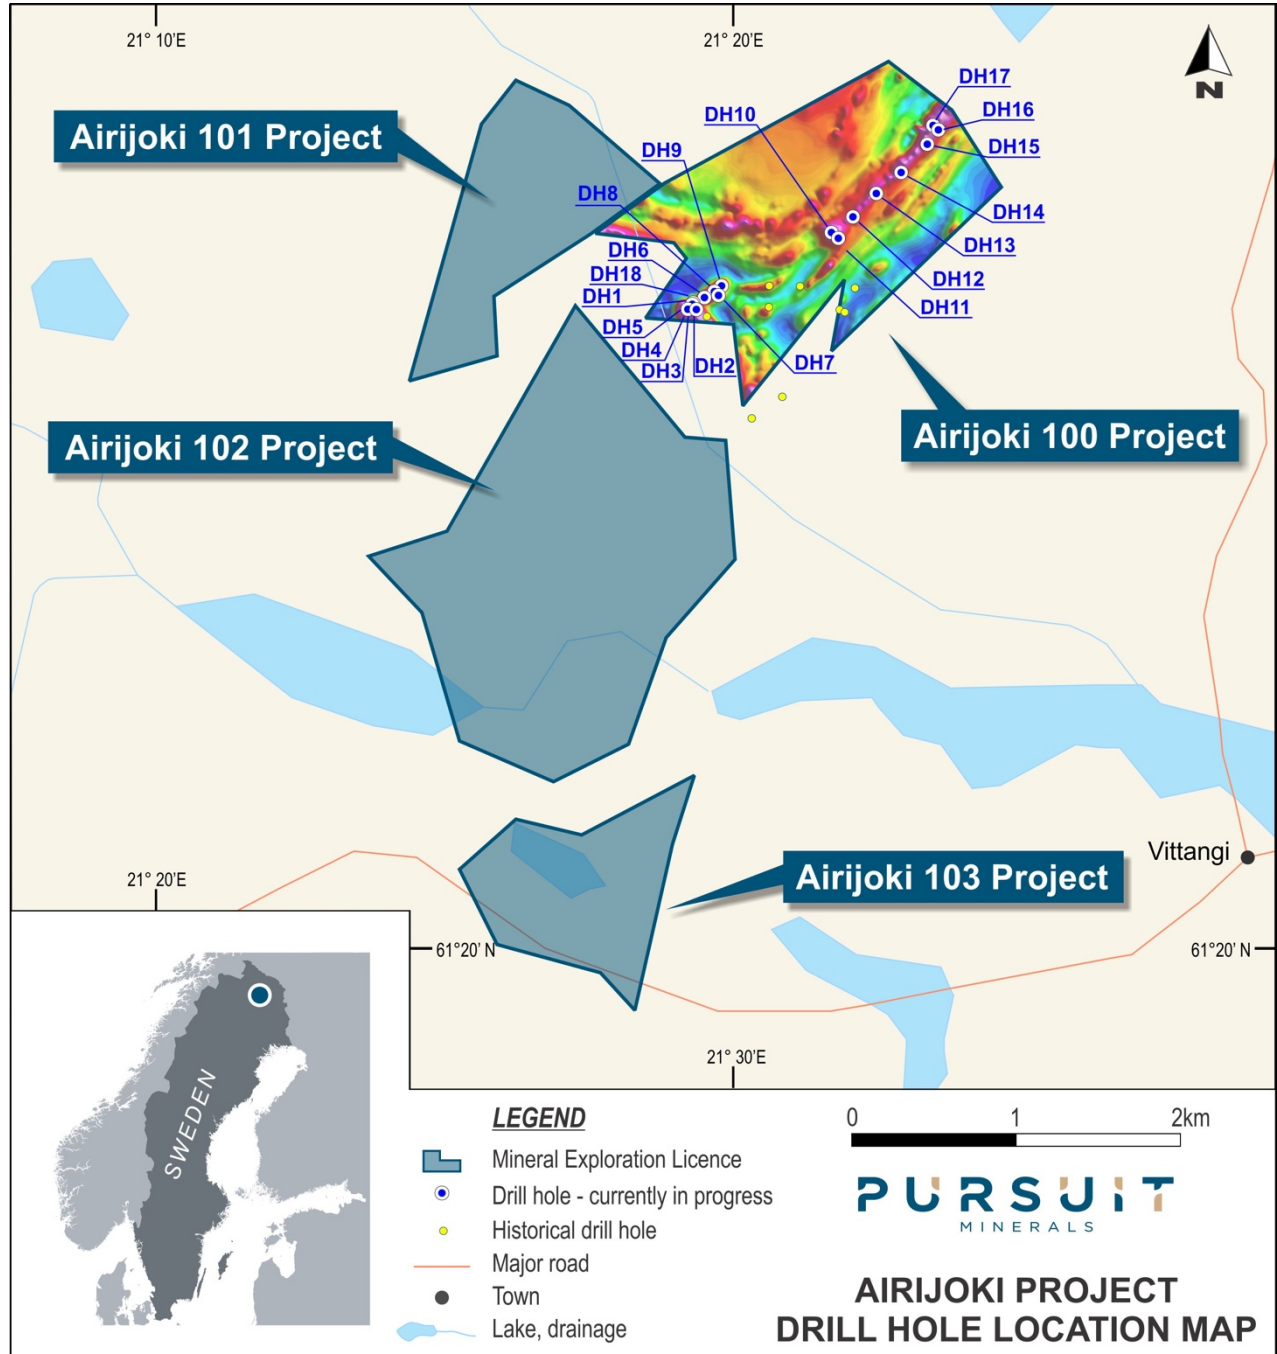 21° 10'E
21° 20'E
N
Airijoki 101 Project
DH17
DH16
DH10
DH15
DH9
DH8
DH14
DH6
DH13
DH18
DH12
DH1
DH11
DH5
DH4
DH3
DH2
DH7
Airijoki 100 Project
Airijoki 102 Project
Vittangi
Airijoki 103 Project
21° 20'E
61°20' N
61°20' N
21° 30'E
SWEDEN
LEGEND
Mineral Exploration Licence
Drill hole - currently in progress
Historical drill hole
Major road
Town
Lake, drainage
0 1 2km
PURSUIT
MINERALS
AIRIJOKI PROJECT
DRILL HOLE LOCATION MAP